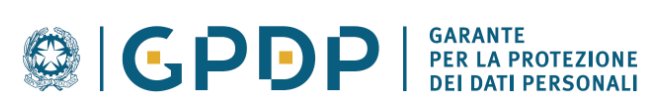 GPDP
GARANTE
PER LA PROTEZIONE
DEI DATI PERSONALI